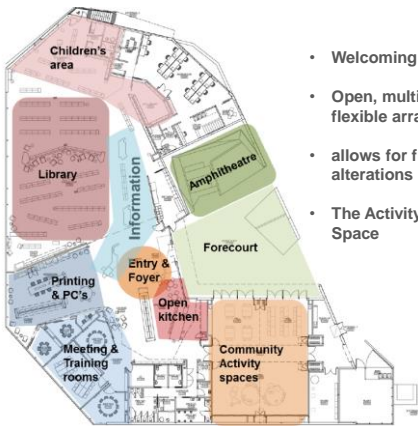 Children's
area
Library
Information
Amphitheatre
Forecourt
Entry &
Foyer
Open
kitchen
Printing
& PC's
Meeting &
Training
rooms
Community
Activity
spaces
• Welcoming
• Open, multi
flexible arra
• allows for f
alterations
• The Activity
Space